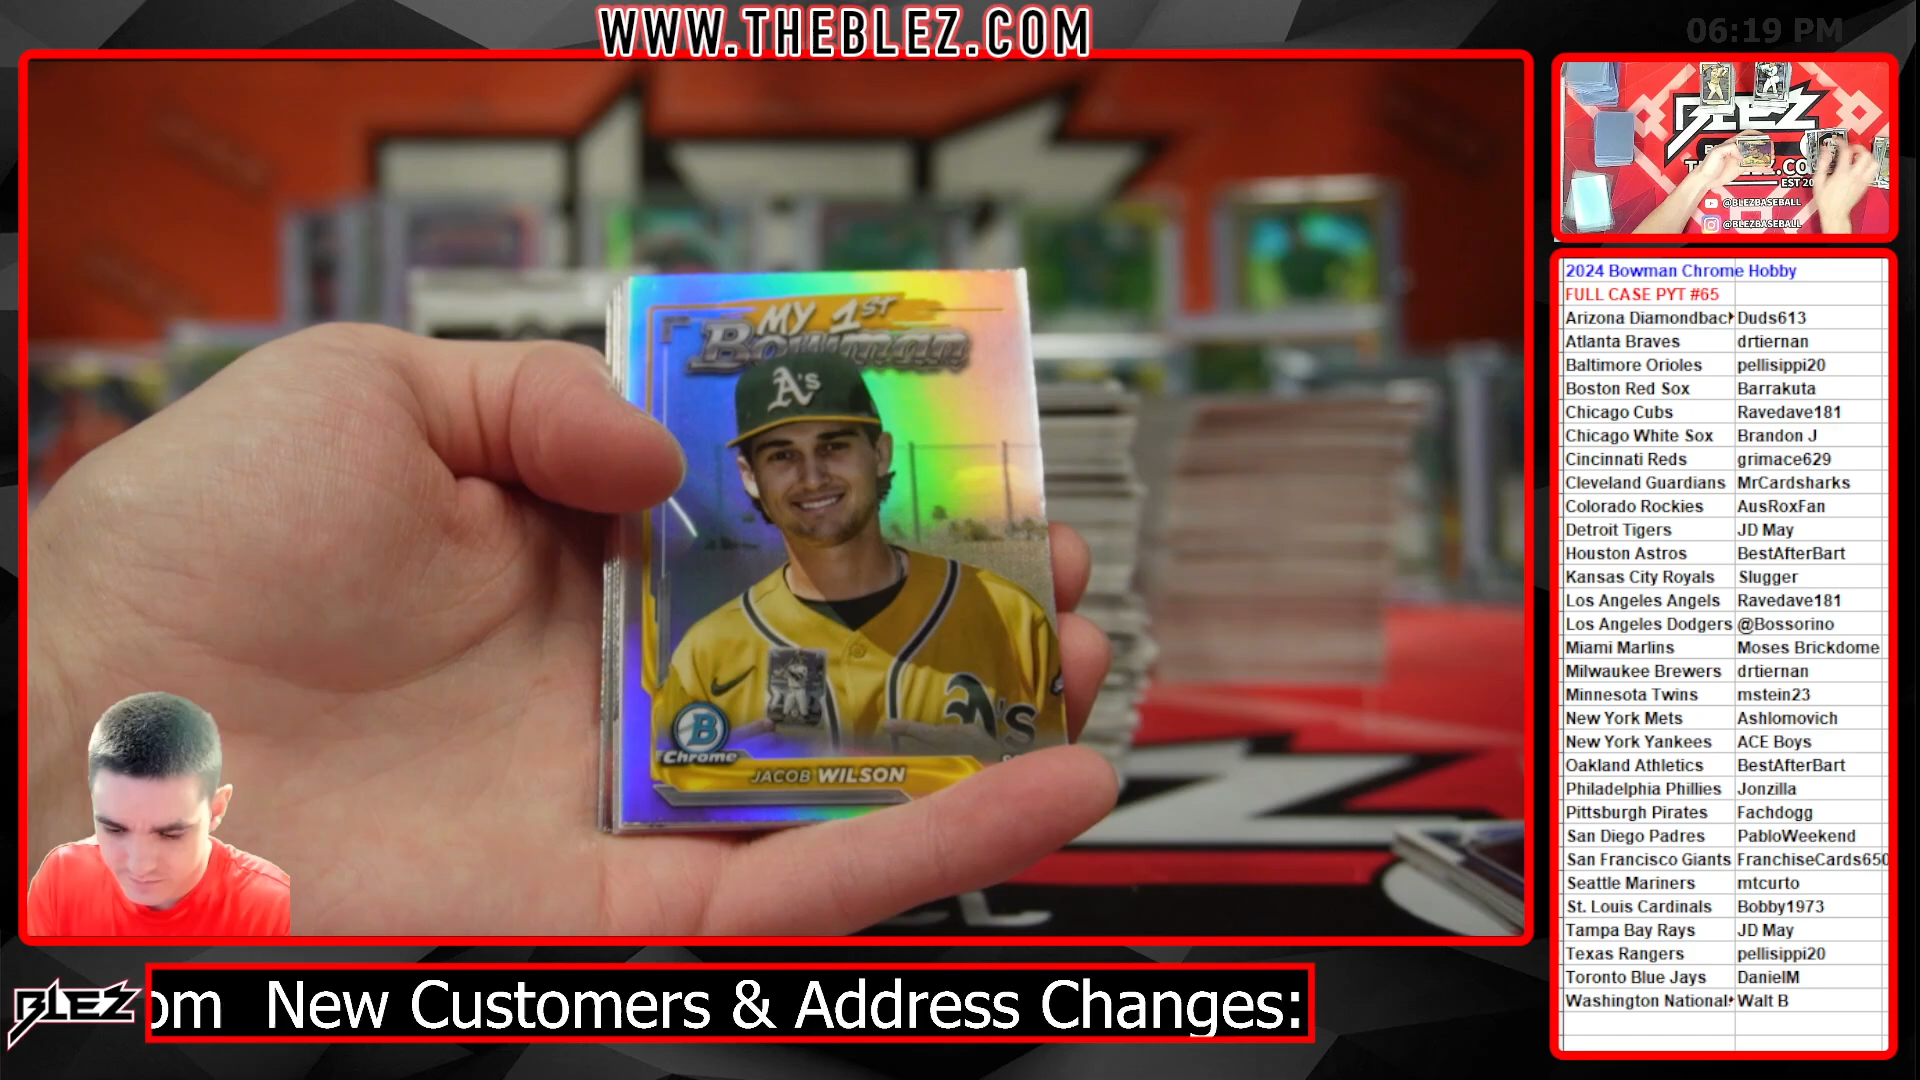 WWW.THEBLEZ.COM
06:19 PM
MY 1ST
Bowman
A's
A's
B
Chrome
JACOB WILSON
BLEZ
EST 20
@BLEZBASEBALL
@BLEZBASEBALL
2024 Bowman Chrome Hobby
FULL CASE PYT #65
Arizona Diamondback Duds613
Atlanta Braves drtiernan
Baltimore Orioles pellisippi20
Boston Red Sox Barrakuta
Chicago Cubs Ravedave181
Chicago White Sox Brandon J
Cincinnati Reds grimace629
Cleveland Guardians MrCardsharks
Colorado Rockies AusRoxFan
Detroit Tigers JD May
Houston Astros BestAfterBart
Kansas City Royals Slugger
Los Angeles Angels Ravedave181
Los Angeles Dodgers @Bossorino
Miami Marlins Moses Brickdome
Milwaukee Brewers drtiernan
Minnesota Twins mstein23
New York Mets Ashlomovich
New York Yankees ACE Boys
Oakland Athletics BestAfterBart
Philadelphia Phillies Jonzilla
Pittsburgh Pirates Fachdogg
San Diego Padres PabloWeekend
San Francisco Giants FranchiseCards650
Seattle Mariners mtcurto
St. Louis Cardinals Bobby1973
Tampa Bay Rays JD May
Texas Rangers pellisippi20
Toronto Blue Jays DanielM
Washington National Walt B
BLEZ
om New Customers & Address Changes: